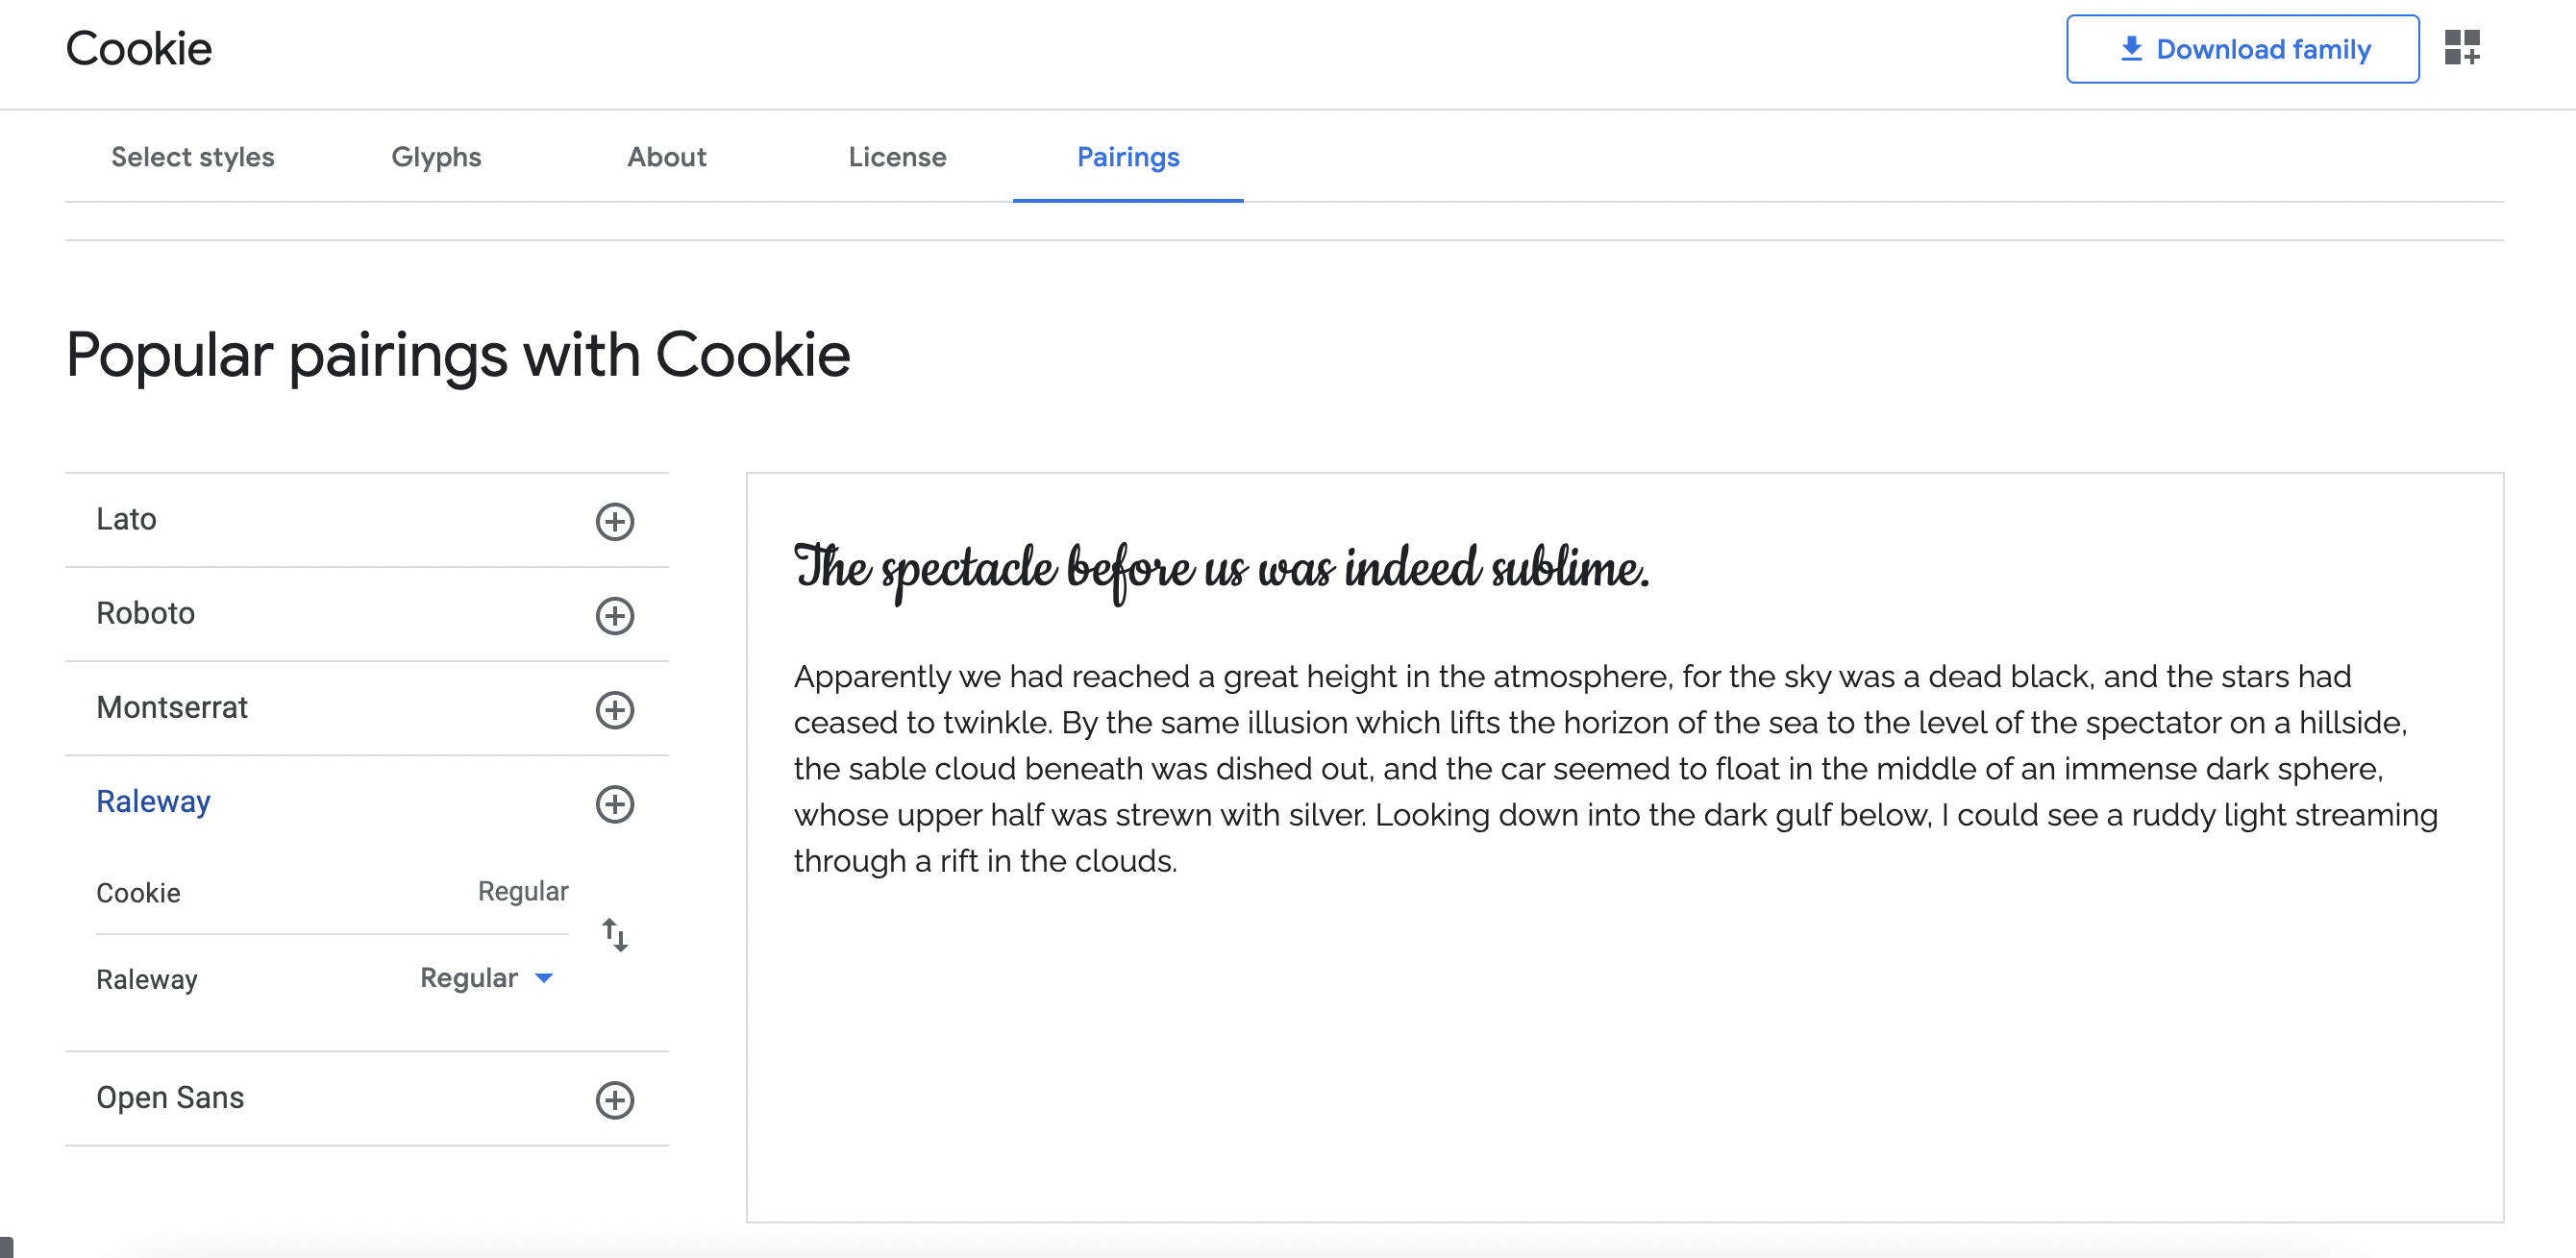 Cookie
Download family
Select styles
Glyphs
About
License
Pairings
Popular pairings with Cookie
Lato
Roboto
Montserrat
Raleway
Cookie
Regular
Raleway
Regular
Open Sans
The spectacle before us was indeed sublime.
Apparently we had reached a great height in the atmosphere, for the sky was a dead black, and the stars had
ceased to twinkle. By the same illusion which lifts the horizon of the sea to the level of the spectator on a hillside,
the sable cloud beneath was dished out, and the car seemed to float in the middle of an immense dark sphere,
whose upper half was strewn with silver. Looking down into the dark gulf below, I could see a ruddy light streaming
through a rift in the clouds.